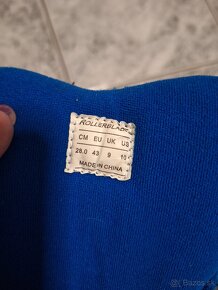 ROLLERBLADE
CM EU UK US
28.0 43 9 10
MADE IN CHINA
Bazos.sk